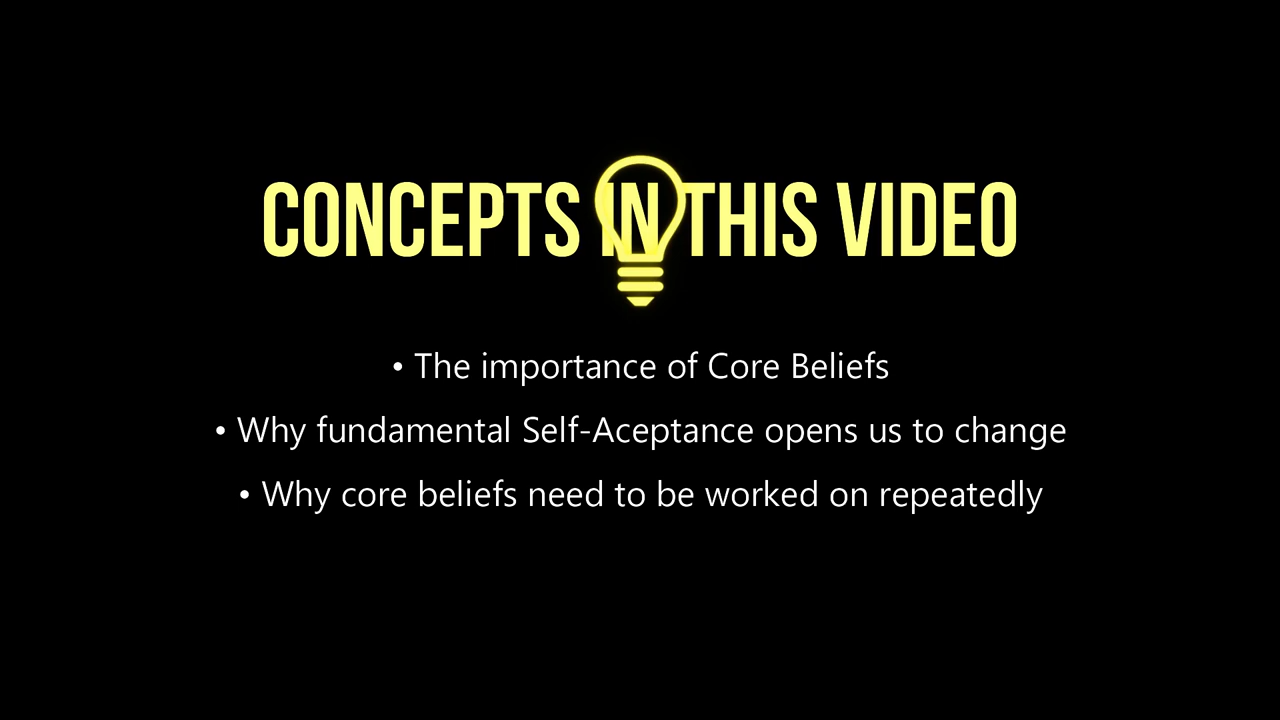 CONCEPTS IN THIS VIDEO
• The importance of Core Beliefs
• Why fundamental Self-Aceptance opens us to change
• Why core beliefs need to be worked on repeatedly